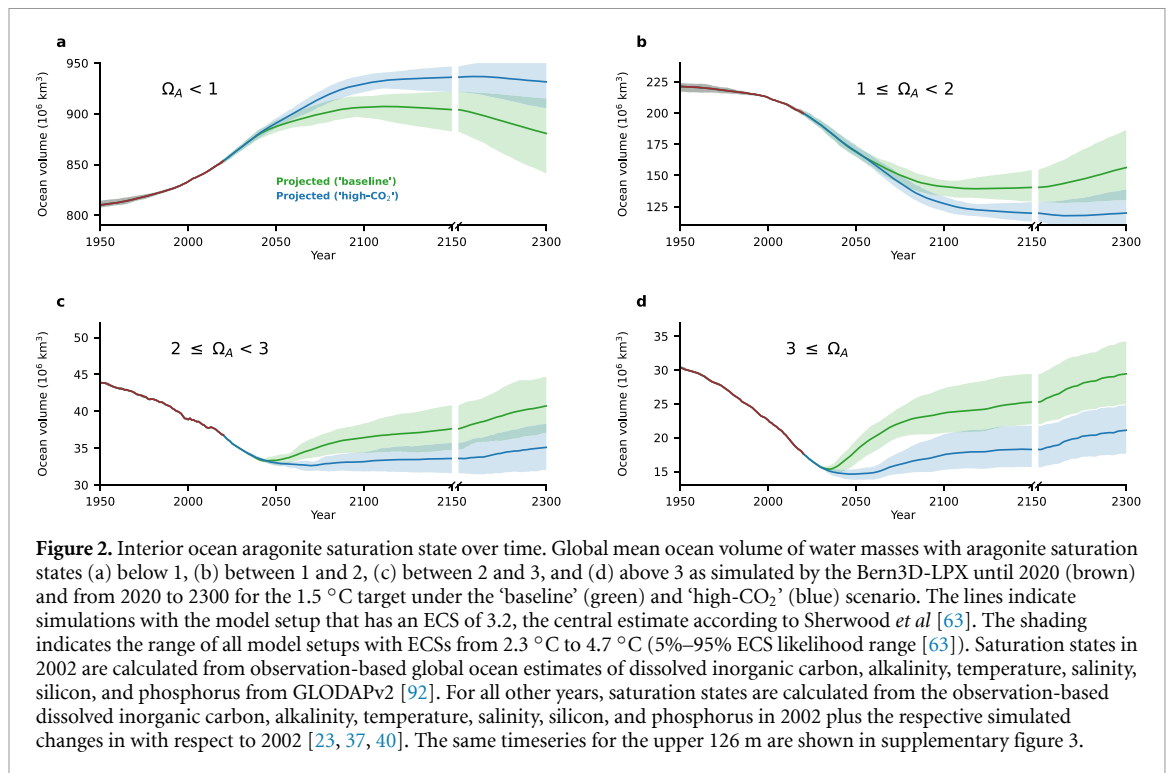 a
950
900
850
800
Ocean volume (10⁶ km³)
Ω_A < 1
Projected ('baseline')
Projected ('high-CO₂')
1950 2000 2050 2100 2150 2300
Year
b
225
200
175
150
125
Ocean volume (10⁶ km³)
1 ≤ Ω_A < 2
1950 2000 2050 2100 2150 2300
Year
c
50
45
40
35
30
Ocean volume (10⁶ km³)
2 ≤ Ω_A < 3
1950 2000 2050 2100 2150 2300
Year
d
35
30
25
20
15
Ocean volume (10⁶ km³)
3 ≤ Ω_A
1950 2000 2050 2100 2150 2300
Year
Figure 2. Interior ocean aragonite saturation state over time. Global mean ocean volume of water masses with aragonite saturation
states (a) below 1, (b) between 1 and 2, (c) between 2 and 3, and (d) above 3 as simulated by the Bern3D-LPX until 2020 (brown)
and from 2020 to 2300 for the 1.5 °C target under the 'baseline' (green) and 'high-CO₂' (blue) scenario. The lines indicate
simulations with the model setup that has an ECS of 3.2, the central estimate according to Sherwood et al [63]. The shading
indicates the range of all model setups with ECSs from 2.3 °C to 4.7 °C (5%–95% ECS likelihood range [63]). Saturation states in
2002 are calculated from observation-based global ocean estimates of dissolved inorganic carbon, alkalinity, temperature, salinity,
silicon, and phosphorus from GLODAPv2 [92]. For all other years, saturation states are calculated from the observation-based
dissolved inorganic carbon, alkalinity, temperature, salinity, silicon, and phosphorus in 2002 plus the respective simulated
changes in with respect to 2002 [23, 37, 40]. The same timeseries for the upper 126 m are shown in supplementary figure 3.